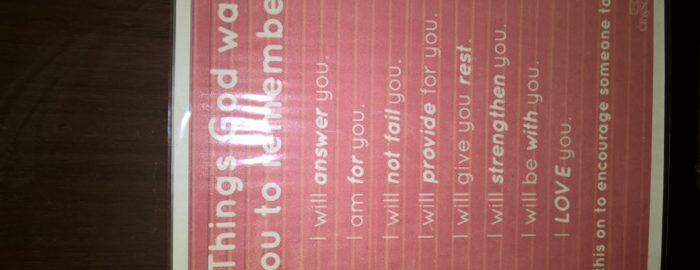 Things God wa
ou to remembe
I will answer you.
I am for you.
I will not fail you.
I will provide for you.
I will give you rest.
I will strengthen you.
I will be with you.
I LOVE you.
his on to encourage someone to